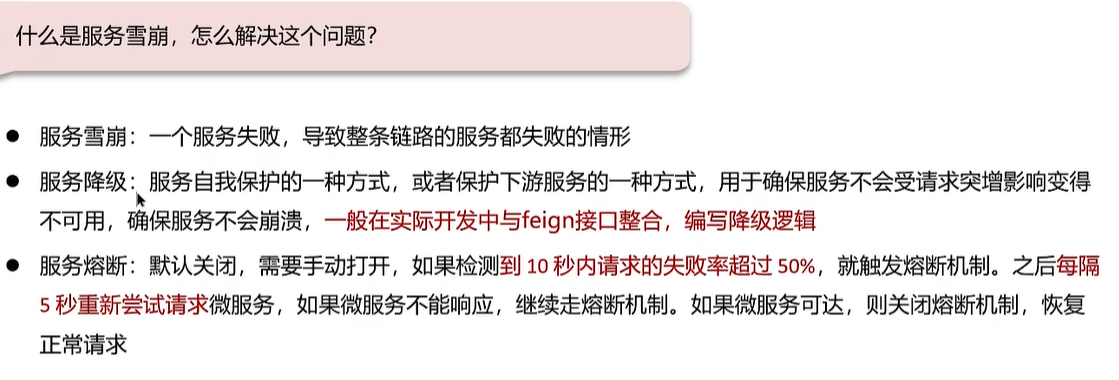 什么是服务雪崩，怎么解决这个问题？
● 服务雪崩：一个服务失败，导致整条链路的服务都失败的情形
● 服务降级：服务自我保护的一种方式，或者保护下游服务的一种方式，用于确保服务不会受请求突增影响变得
不可用，确保服务不会崩溃，一般在实际开发中与feign接口整合，编写降级逻辑
● 服务熔断：默认关闭，需要手动打开，如果检测到 10 秒内请求的失败率超过 50%，就触发熔断机制。之后每隔
5 秒重新尝试请求微服务，如果微服务不能响应，继续走熔断机制。如果微服务可达，则关闭熔断机制，恢复
正常请求